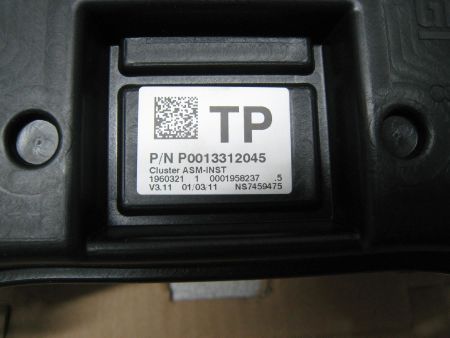 TP
P/N P0013312045
Cluster ASM-INST
1960321 1 0001958237 .5
V3.11 01/03/11 NS7459475